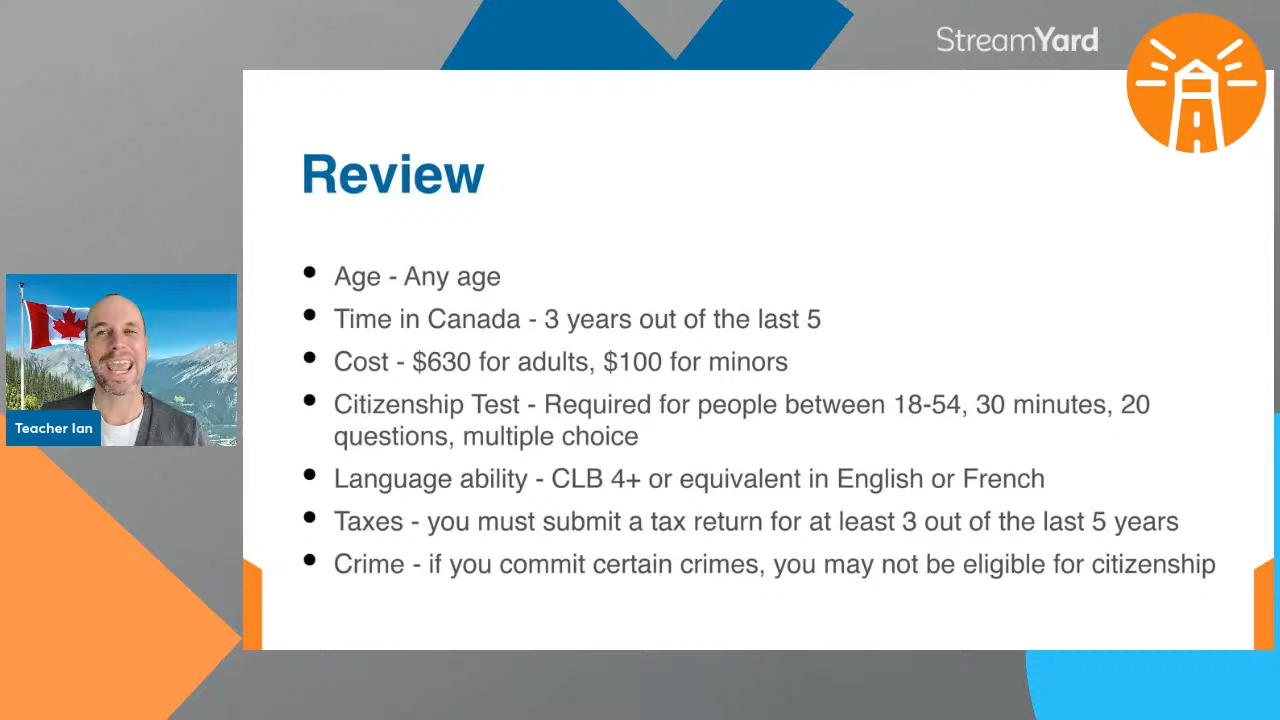 StreamYard
Review
• Age - Any age
• Time in Canada - 3 years out of the last 5
• Cost - $630 for adults, $100 for minors
• Citizenship Test - Required for people between 18-54, 30 minutes, 20
questions, multiple choice
• Language ability - CLB 4+ or equivalent in English or French
• Taxes - you must submit a tax return for at least 3 out of the last 5 years
• Crime - if you commit certain crimes, you may not be eligible for citizenship
Teacher Ian